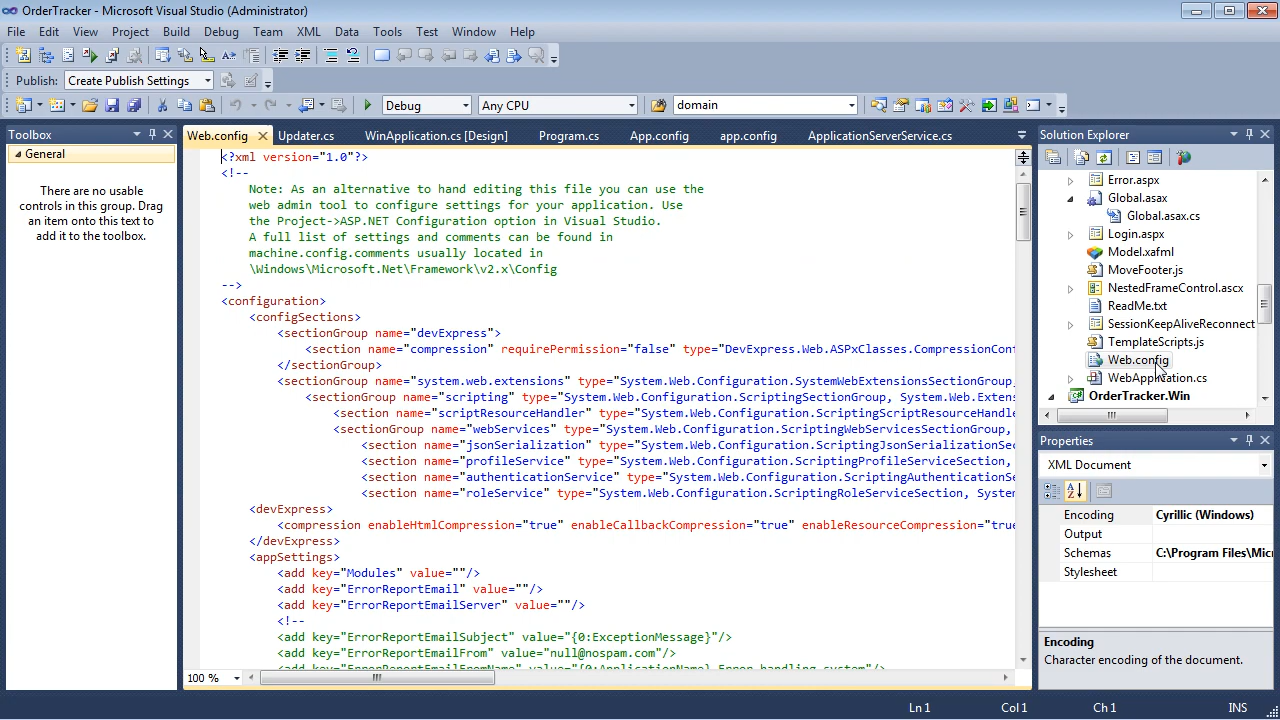 OrderTracker - Microsoft Visual Studio (Administrator)
File Edit View Project Build Debug Team XML Data Tools Test Window Help
Publish: Create Publish Settings
Debug Any CPU domain
Toolbox
General
There are no usable
controls in this group. Drag
an item onto this text to
add it to the toolbox.
Web.config Updater.cs WinApplication.cs [Design] Program.cs App.config app.config ApplicationServerService.cs
<?xml version="1.0"?>
<!--
Note: As an alternative to hand editing this file you can use the
web admin tool to configure settings for your application. Use
the Project->ASP.NET Configuration option in Visual Studio.
A full list of settings and comments can be found in
machine.config.comments usually located in
\Windows\Microsoft.Net\Framework\v2.x\Config
-->
<configuration>
<configSections>
<sectionGroup name="devExpress">
<section name="compression" requirePermission="false" type="DevExpress.Web.ASPxClasses.CompressionConf
</sectionGroup>
<sectionGroup name="system.web.extensions" type="System.Web.Configuration.SystemWebExtensionsSectionGroup,
<sectionGroup name="scripting" type="System.Web.Configuration.ScriptingSectionGroup, System.Web.Exten
<section name="scriptResourceHandler" type="System.Web.Configuration.ScriptingScriptResourceHandler
<sectionGroup name="webServices" type="System.Web.Configuration.ScriptingWebServicesSectionGroup,
<section name="jsonSerialization" type="System.Web.Configuration.ScriptingJsonSerializationSec
<section name="profileService" type="System.Web.Configuration.ScriptingProfileServiceSection,
<section name="authenticationService" type="System.Web.Configuration.ScriptingAuthenticationSe
<section name="roleService" type="System.Web.Configuration.ScriptingRoleServiceSection, System
<devExpress>
<compression enableHtmlCompression="true" enableCallbackCompression="true" enableResourceCompression="true
</devExpress>
<appSettings>
<add key="Modules" value=""/>
<add key="ErrorReportEmail" value=""/>
<add key="ErrorReportEmailServer" value=""/>
<!--
<add key="ErrorReportEmailSubject" value="{0:ExceptionMessage}"/>
<add key="ErrorReportEmailFrom" value="null@nospam.com"/>
<add key="ErrorReportEmailFromName" value="{0:ApplicationName} Error handling system"/>
100 %
Solution Explorer
Error.aspx
Global.asax
Global.asax.cs
Login.aspx
Model.xafml
MoveFooter.js
NestedFrameControl.ascx
ReadMe.txt
SessionKeepAliveReconnect
TemplateScripts.js
Web.config
WebApplication.cs
OrderTracker.Win
Properties
XML Document
Encoding Cyrillic (Windows)
Output
Schemas C:\Program Files\Micr
Stylesheet
Encoding
Character encoding of the document.
Ln 1 Col 1 Ch 1 INS